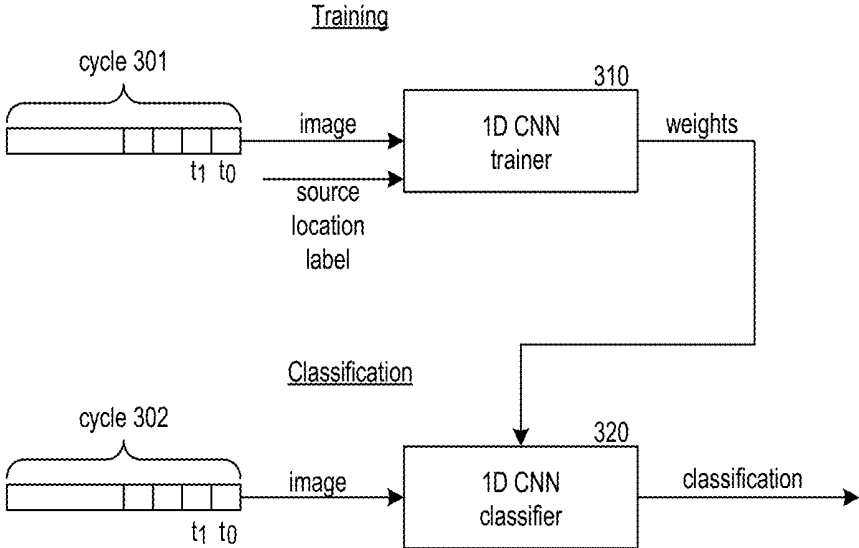 Training
cycle 301
310
image
1D CNN
trainer
weights
t1 t0
source
location
label
Classification
cycle 302
320
image
1D CNN
classifier
classification
t1 t0